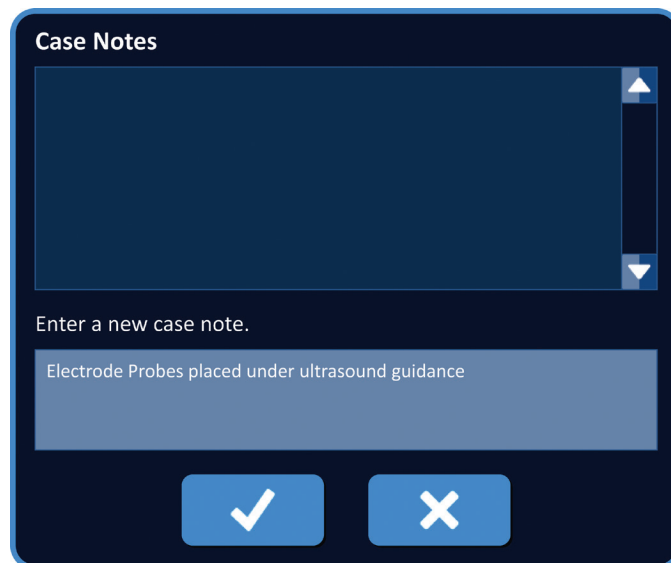 Case Notes
Enter a new case note.
Electrode Probes placed under ultrasound guidance